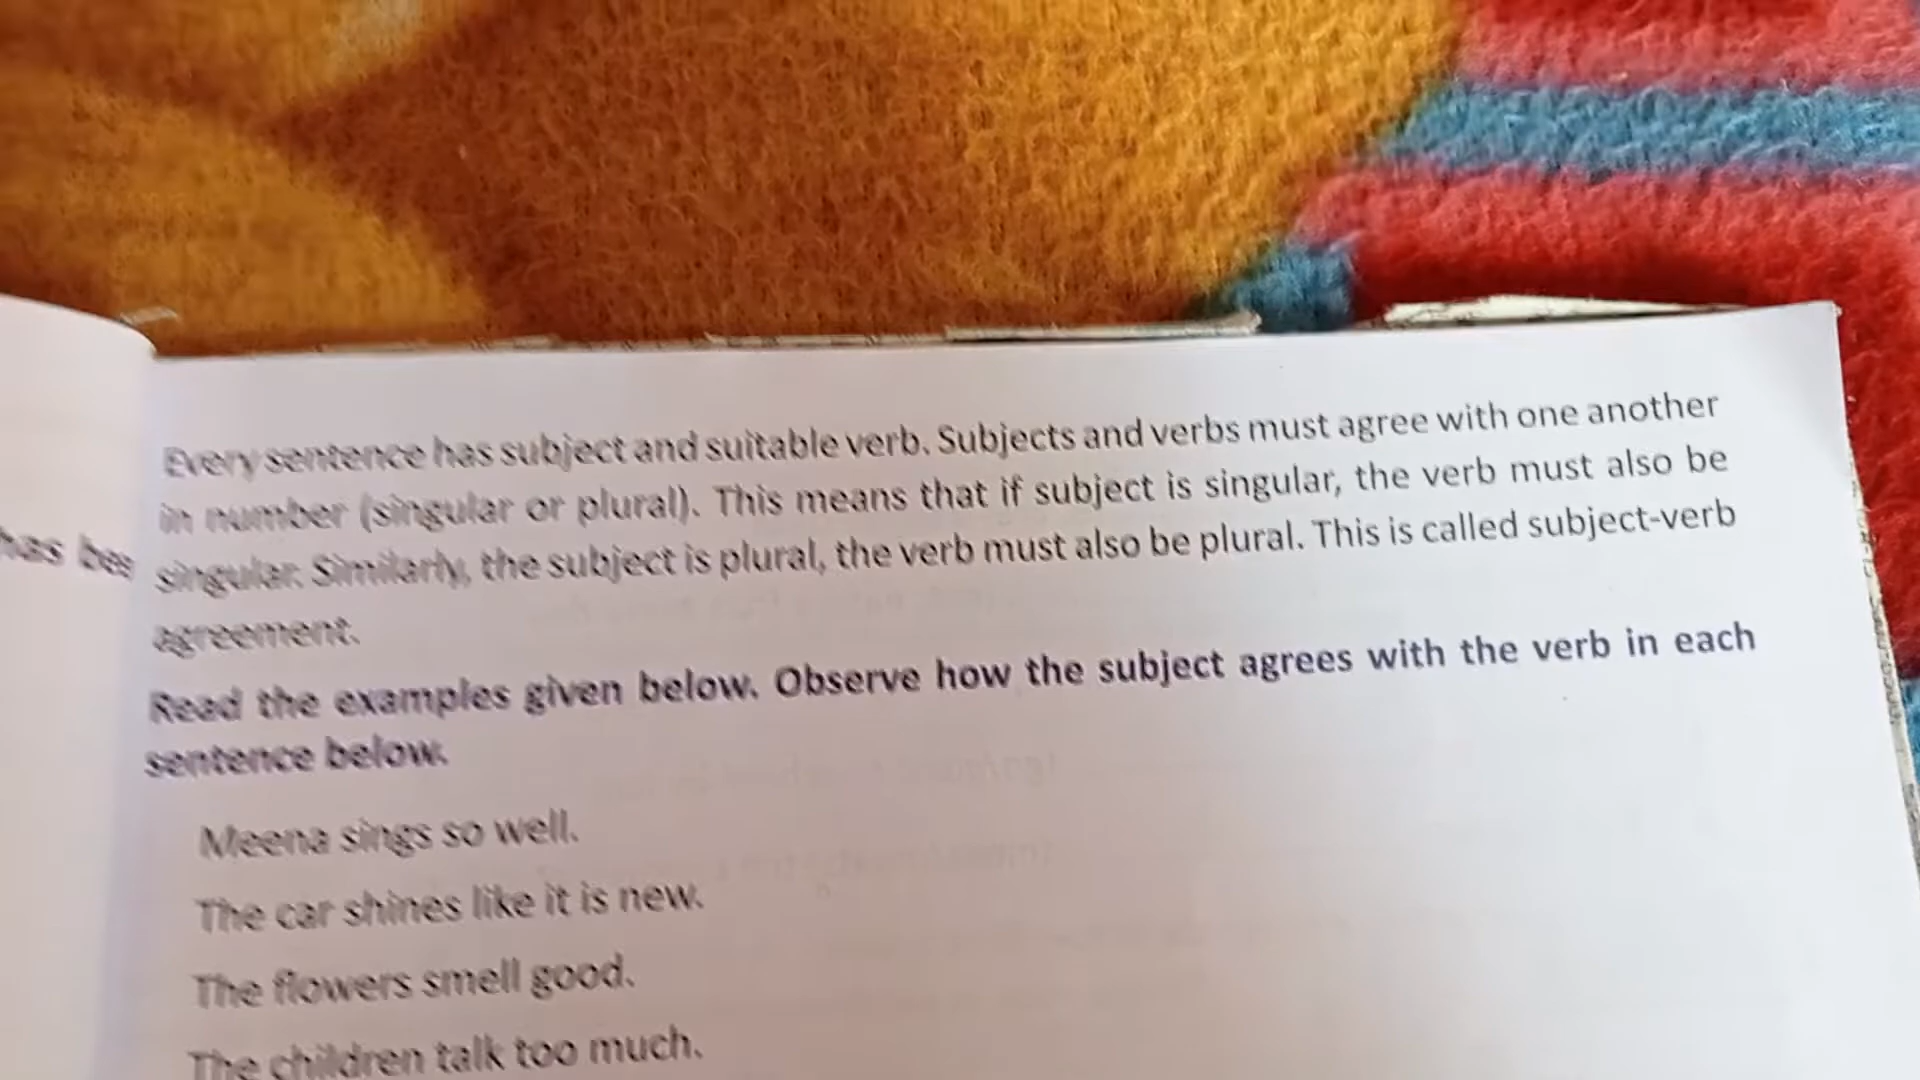 Every sentence has subject and suitable verb. Subjects and verbs must agree with one another
in number (singular or plural). This means that if subject is singular, the verb must also be
singular. Similarly, the subject is plural, the verb must also be plural. This is called subject-verb
agreement.
Read the examples given below. Observe how the subject agrees with the verb in each
sentence below.
Meena sings so well.
The car shines like it is new.
The flowers smell good.
The children talk too much.
has